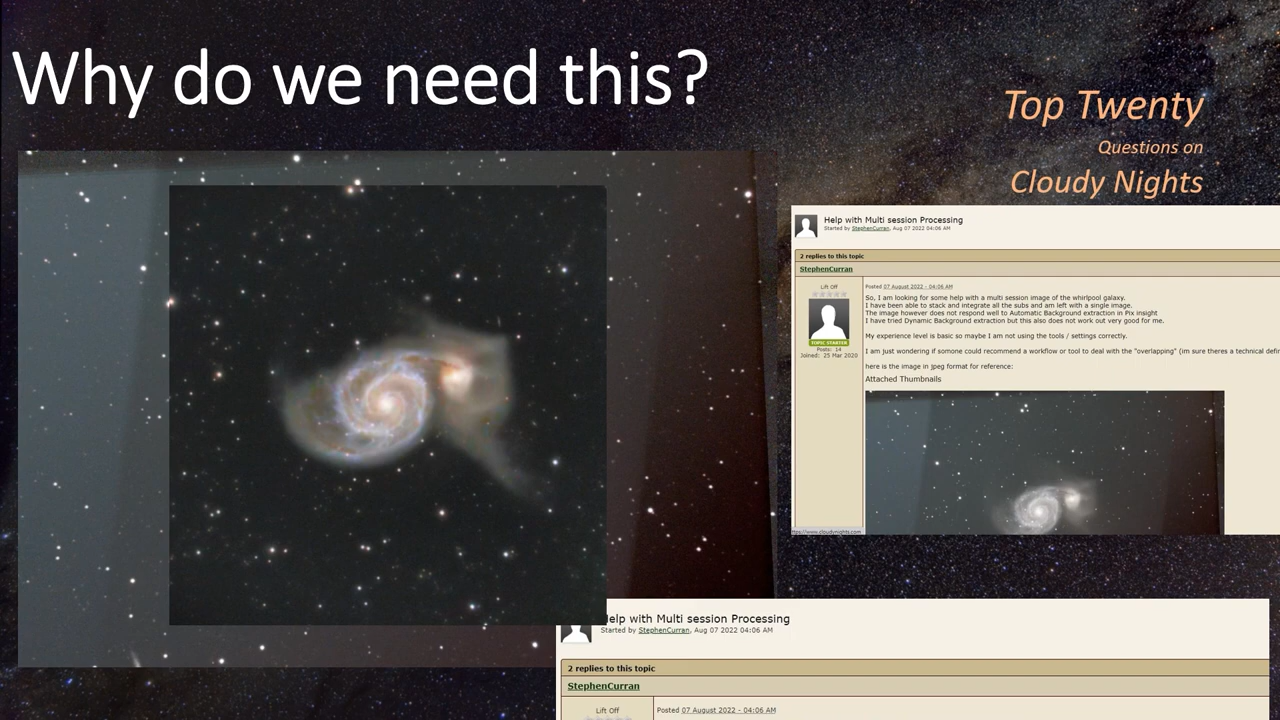 Why do we need this?
Top Twenty
Questions on
Cloudy Nights
Help with Multi session Processing
Started by StephenCurran, Aug 07 2022 04:06 AM
2 replies to this topic
StephenCurran
Lift Off
TOPIC STARTER
Posts: 14
Joined: 25 Mar 2020
Posted 07 August 2022 - 04:06 AM
So, I am looking for some help with a multi session image of the whirlpool galaxy.
I have been able to stack and integrate all the subs and am left with a single image.
The image however does not respond well to Automatic Background extraction in Pix insight
I have tried Dynamic Background extraction but this also does not work out very good for me.
My experience level is basic so maybe I am not using the tools / settings correctly.
I am just wondering if somone could recommend a workflow or tool to deal with the "overlapping" (im sure theres a technical
here is the image in jpeg format for reference:
Attached Thumbnails
ttps://www.cloudynights.com
elp with Multi session Processing
Started by StephenCurran, Aug 07 2022 04:06 AM
2 replies to this topic
StephenCurran
Lift Off
Posted 07 August 2022 - 04:06 AM